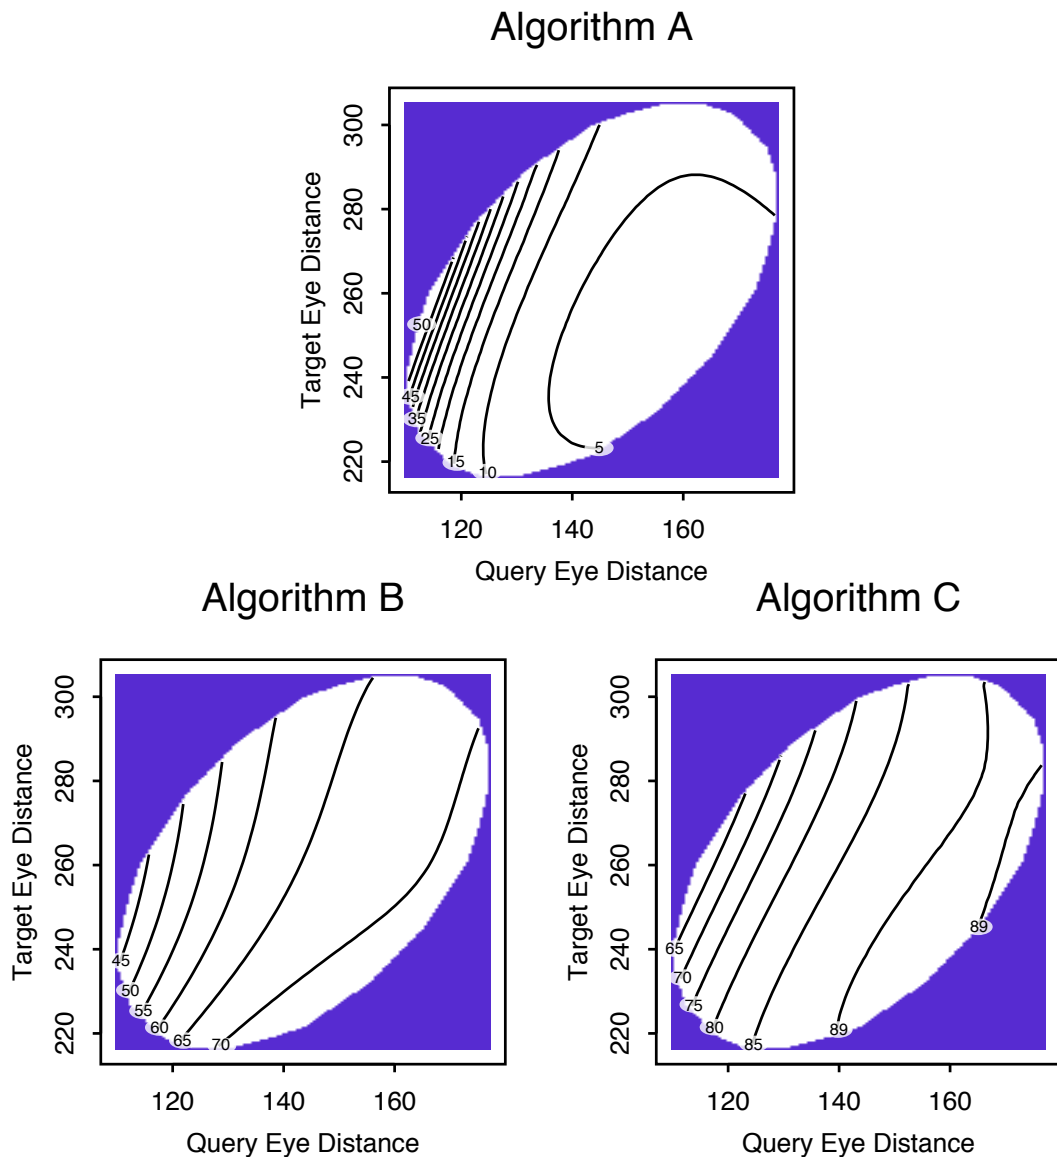 Algorithm A
Target Eye Distance
300
280
260
240
220
50
45
35
25
15
10
5
120 140 160
Query Eye Distance
Algorithm B
Target Eye Distance
300
280
260
240
220
45
50
55
60
65
70
120 140 160
Query Eye Distance
Algorithm C
Target Eye Distance
300
280
260
240
220
65
70
75
80
85
89
89
120 140 160
Query Eye Distance